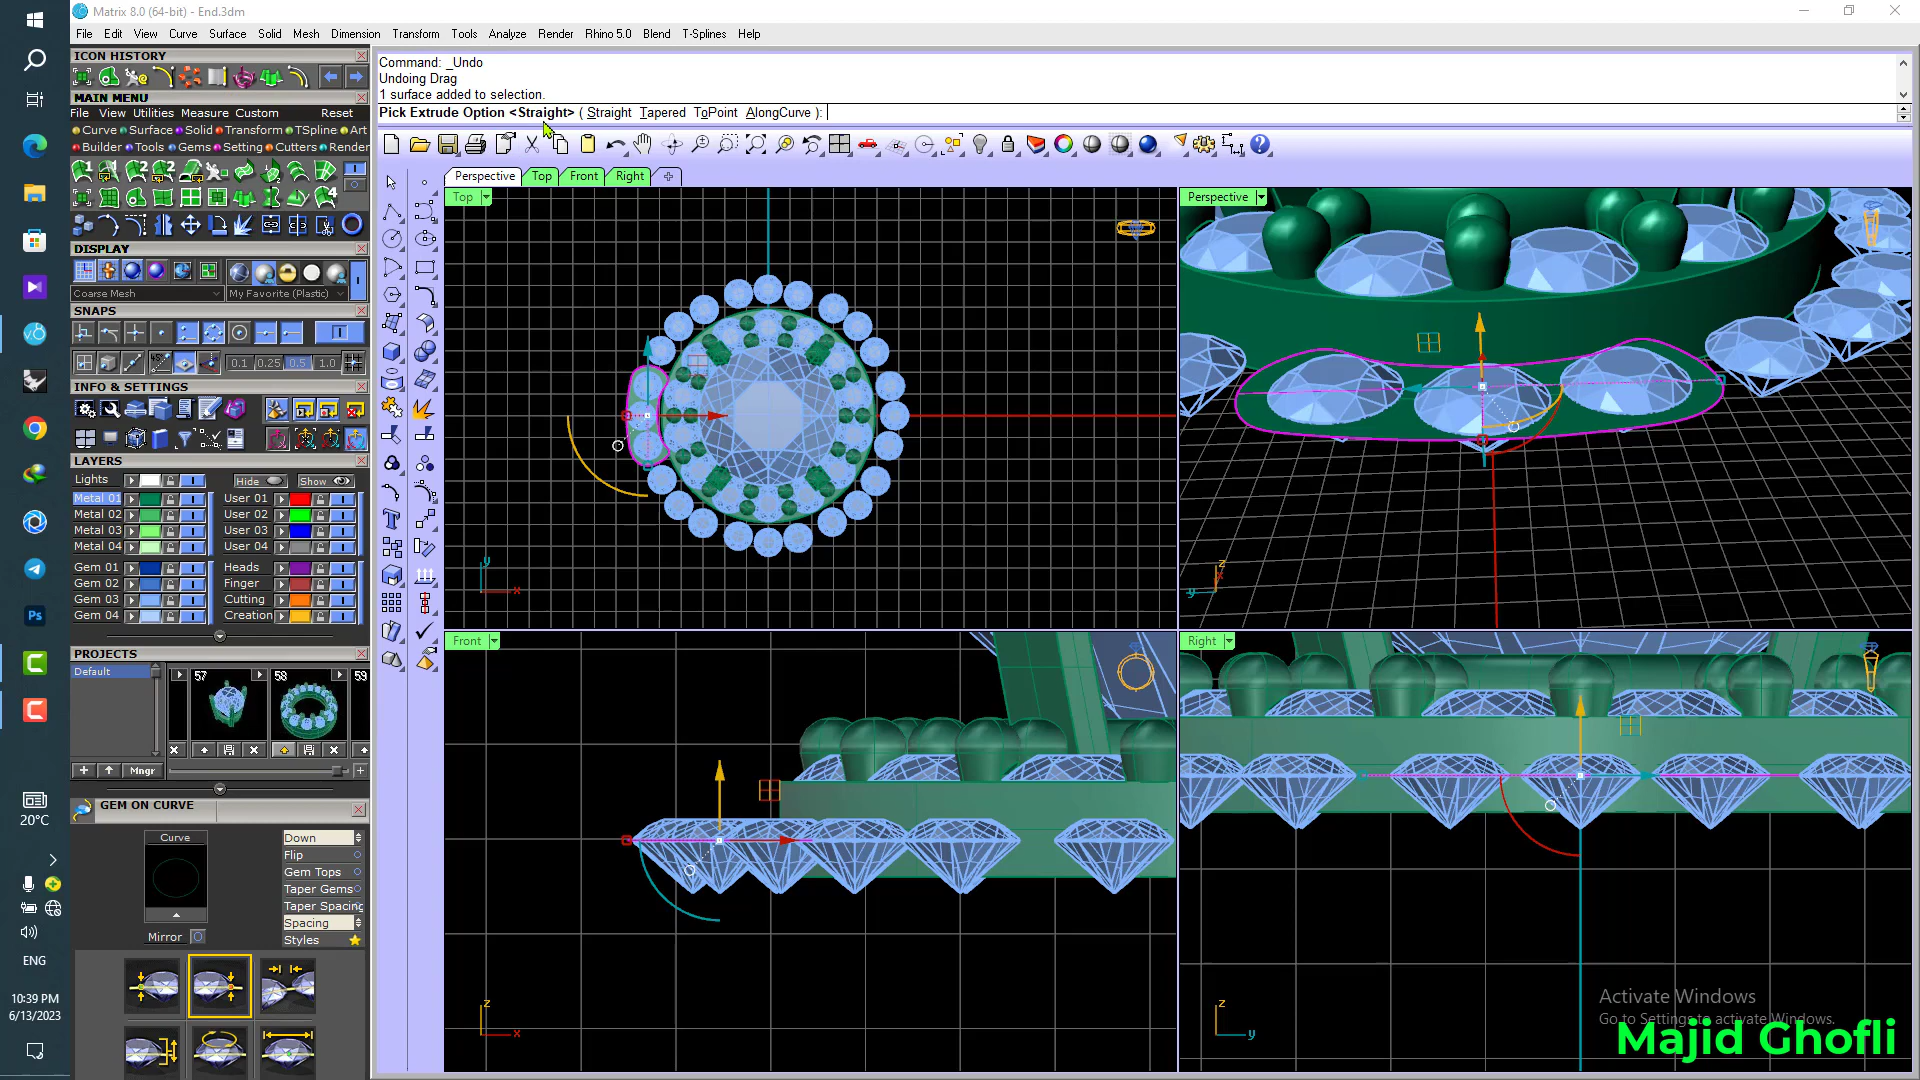 Matrix 8.0 (64-bit) - End.3dm
File Edit View Curve Surface Solid Mesh Dimension Transform Tools Analyze Render Rhino 5.0 Blend T-Splines Help
ICON HISTORY
MAIN MENU
File View Utilities Measure Custom Reset
Curve Surface Solid Transform TSpline Art
Builder Tools Gems Setting Cutters Render
DISPLAY
Coarse Mesh My Favorite (Plastic)
SNAPS
0.1 0.25 0.5 1.0
INFO & SETTINGS
LAYERS
Lights Hide Show
Metal 01 User 01
Metal 02 User 02
Metal 03 User 03
Metal 04 User 04
Gem 01 Heads
Gem 02 Finger
Gem 03 Cutting
Gem 04 Creation
PROJECTS
Default
57 58 59
Mngr
GEM ON CURVE
Curve
Down
Flip
Gem Tops
Taper Gems
Taper Spacing
Spacing
Mirror
Styles
Command: _Undo
Undoing Drag
1 surface added to selection.
Pick Extrude Option <Straight> ( Straight Tapered ToPoint AlongCurve ):
Perspective Top Front Right
Top
Perspective
Front
Right
y
x
z
y
z
x
z
y
20°C
ENG
10:39 PM
6/13/2023
Ps
Activate Windows
Go to Settings to activate Windows.
Majid Ghofli